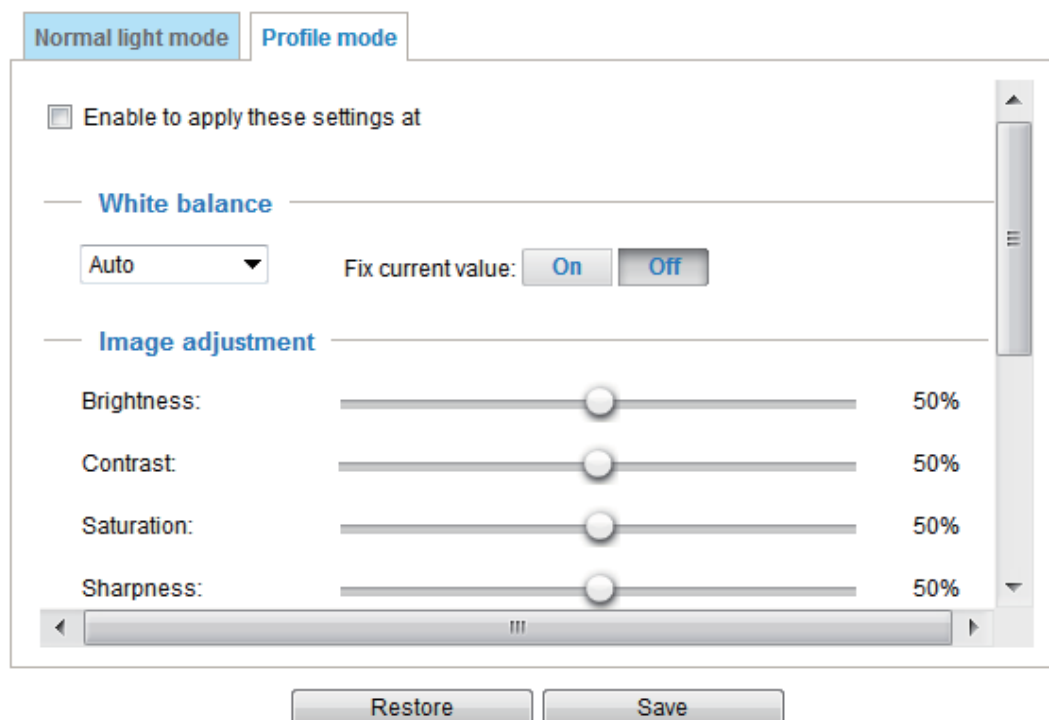 Normal light mode Profile mode
Enable to apply these settings at
White balance
Auto Fix current value: On Off
Image adjustment
Brightness: 50%
Contrast: 50%
Saturation: 50%
Sharpness: 50%
Restore Save